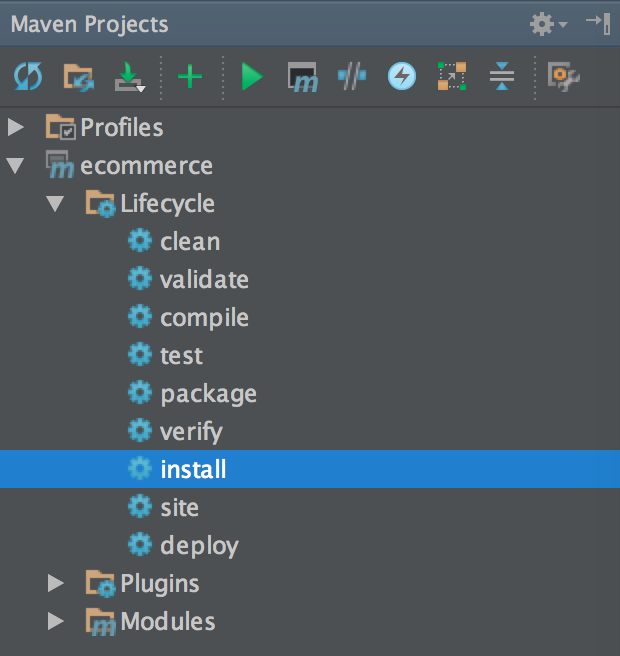 Maven Projects
Profiles
ecommerce
Lifecycle
clean
validate
compile
test
package
verify
install
site
deploy
Plugins
Modules